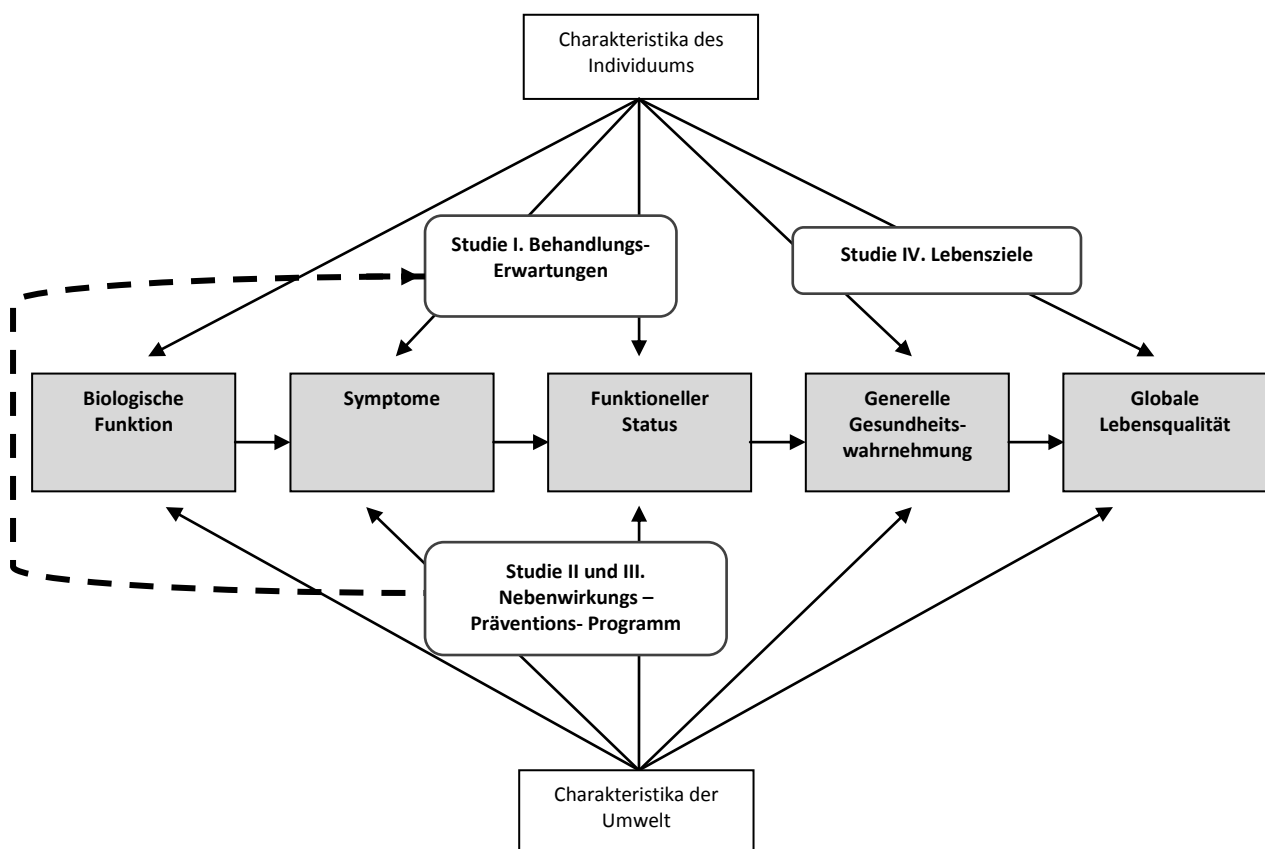 Charakteristika des
Individuum​s
Studie I. Behandlungs-
Erwartungen
Studie IV. Lebensziele
Biologische
Funktion
Symptome
Funktioneller
Status
Generelle
Gesundheits-
wahrnehmung
Globale
Lebensqualität
Studie II und III.
Nebenwirkungs –
Präventions- Programm
Charakteristika der
Umwelt